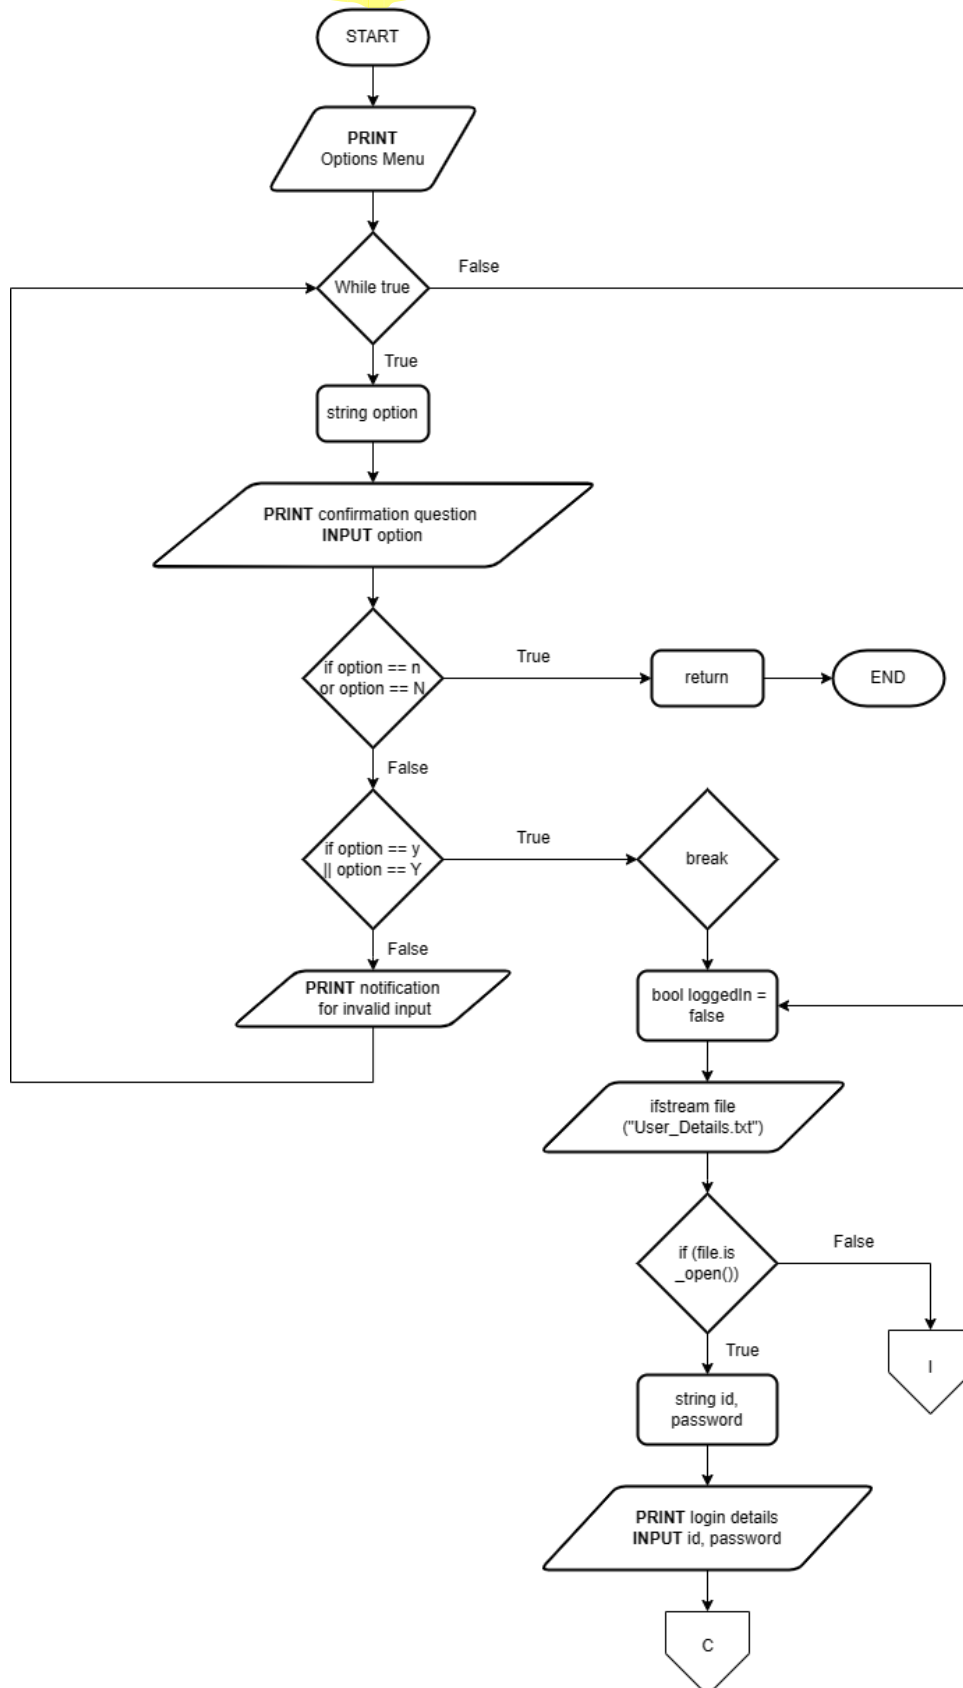 START
PRINT
Options Menu
While true
False
True
string option
PRINT confirmation question
INPUT option
if option == n
or option == N
True
return
END
False
if option == y
|| option == Y
True
break
False
PRINT notification
for invalid input
bool loggedIn =
false
ifstream file
("User_Details.txt")
if (file.is
_open())
False
True
I
string id,
password
PRINT login details
INPUT id, password
C